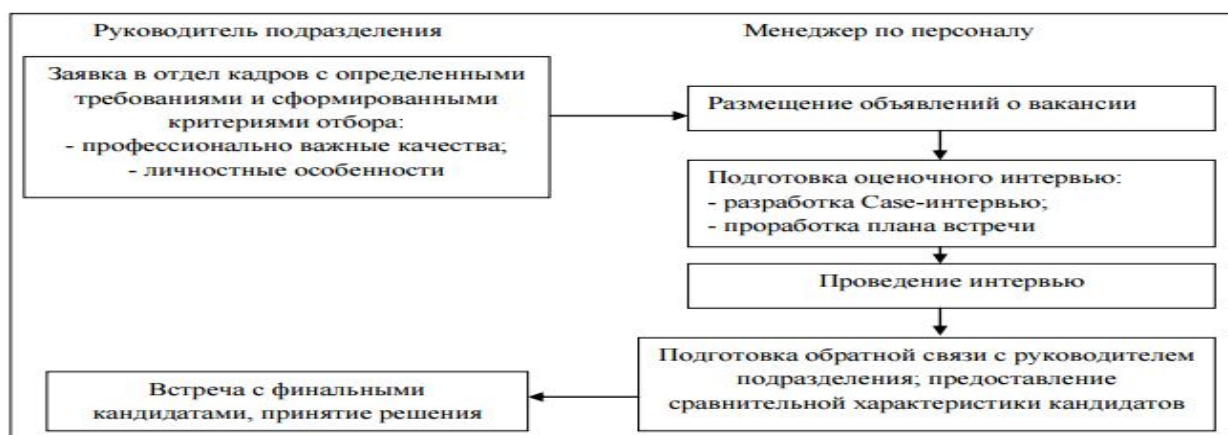 Руководитель подразделения
Менеджер по персоналу
Заявка в отдел кадров с определенными
требованиями и сформированными
критериями отбора:
- профессионально важные качества;
- личностные особенности
Размещение объявлений о вакансии
Подготовка оценочного интервью:
- разработка Case-интервью;
- проработка плана встречи
Проведение интервью
Подготовка обратной связи с руководителем
подразделения; предоставление
сравнительной характеристики кандидатов
Встреча с финальными
кандидатами, принятие решения